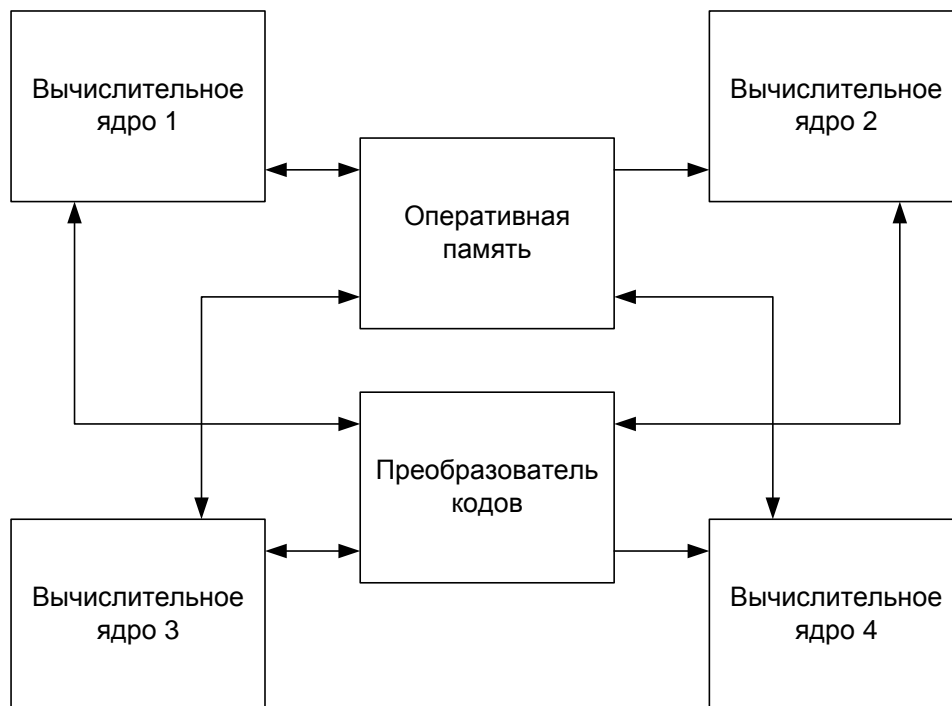 Вычислительное
ядро 1
Вычислительное
ядро 2
Оперативная
память
Преобразователь
кодов
Вычислительное
ядро 3
Вычислительное
ядро 4